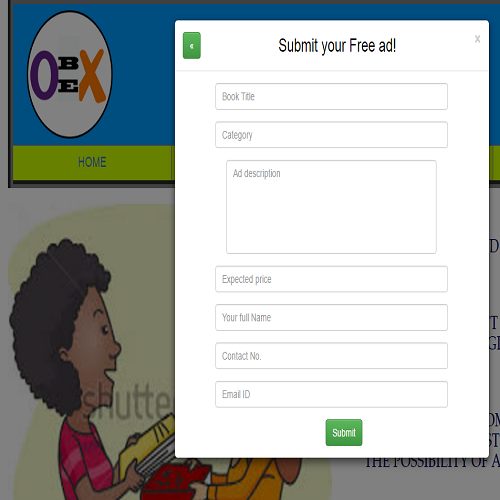 OBEX
«
Submit your Free ad!
×
HOME
Book Title
Category
Ad description
Expected price
Your full Name
Contact No.
Email ID
Submit
shutte
THE POSSIBILITY OF A